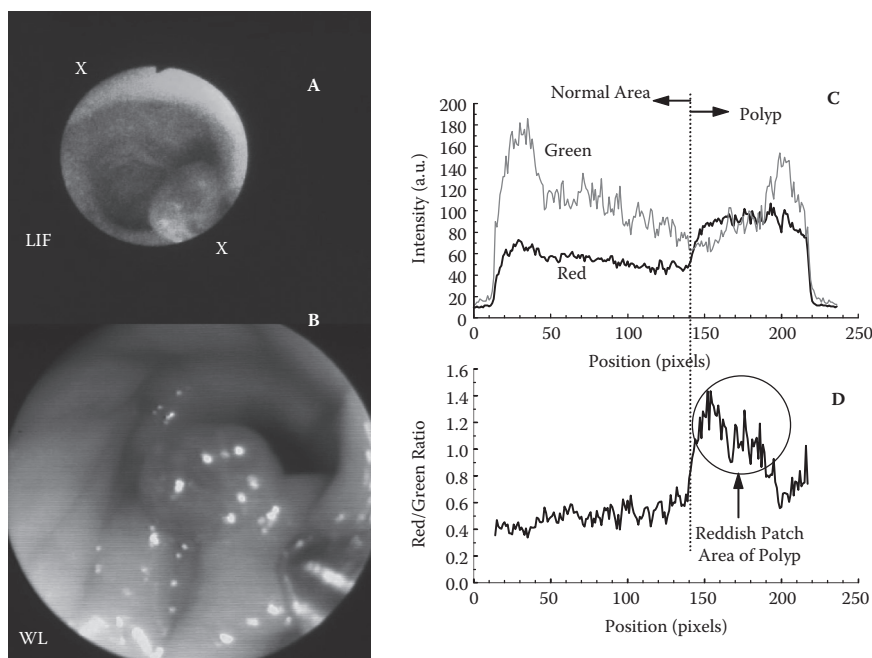 X
A
LIF
X
B
WL
Normal Area
C
Polyp
200
180
160
140
120
100
80
60
40
20
0
Intensity (a.u.)
Green
Red
0 50 100 150 200 250
Position (pixels)
1.6
1.4
1.2
1.0
0.8
0.6
0.4
0.2
0.0
Red/Green Ratio
D
Reddish Patch
Area of Polyp
0 50 100 150 200 250
Position (pixels)